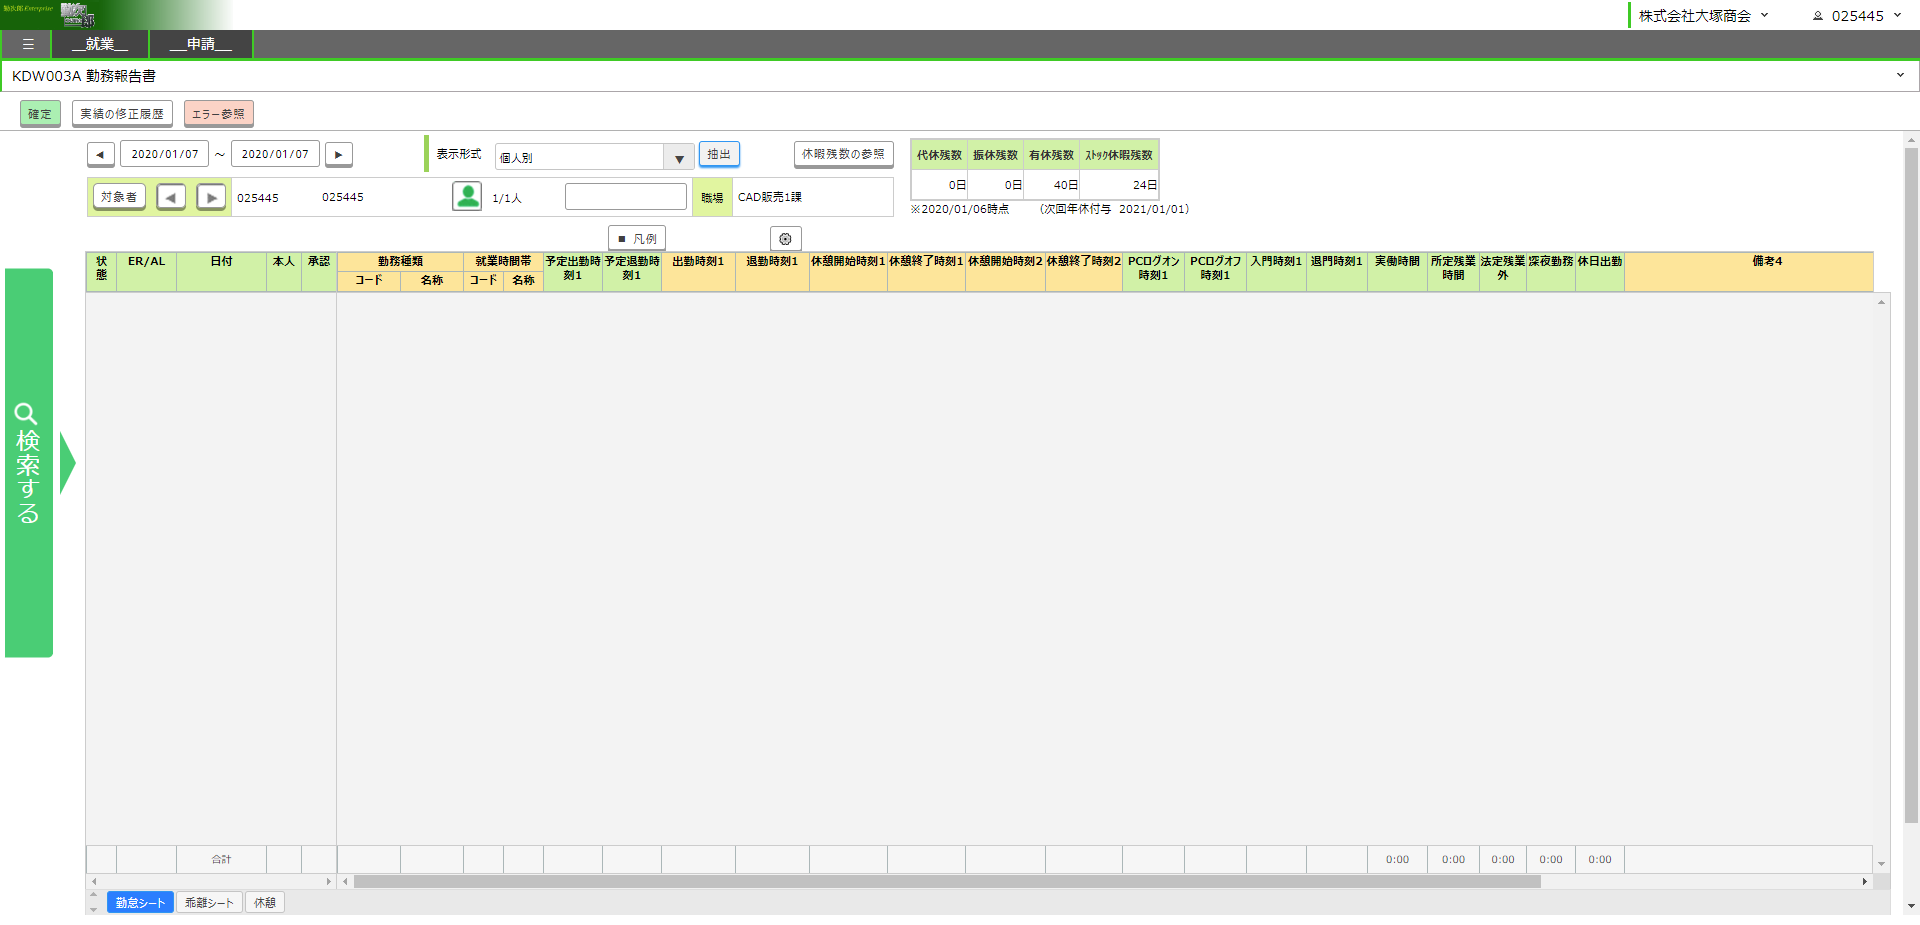 勤次郎 Enterprise
株式会社大塚商会
025445
☰
__就業__
__申請__
KDW003A 勤務報告書
確定
実績の修正履歴
エラー参照
◀ 2020/01/07 ～ 2020/01/07 ▶
表示形式
個人別
▼
抽出
休暇残数の参照
代休残数 振休残数 有休残数 ｽﾄｯｸ休暇残数
0日 0日 40日 24日
※2020/01/06時点 （次回年休付与 2021/01/01）
対象者 ◀ ▶ 025445 025445 1/1人 職場 CAD販売1課
■ 凡例
状態 ER/AL 日付 本人 承認 勤務種類 就業時間帯 予定出勤時刻1 予定退勤時刻1 出勤時刻1 退勤時刻1 休憩開始時刻1 休憩終了時刻1 休憩開始時刻2 休憩終了時刻2 PCログオン時刻1 PCログオフ時刻1 入門時刻1 退門時刻1 実働時間 所定残業時間 法定残業外 深夜勤務 休日出勤 備考4
コード 名称 コード 名称
検索する
合計 0:00 0:00 0:00 0:00 0:00
勤怠シート 乖離シート 休憩